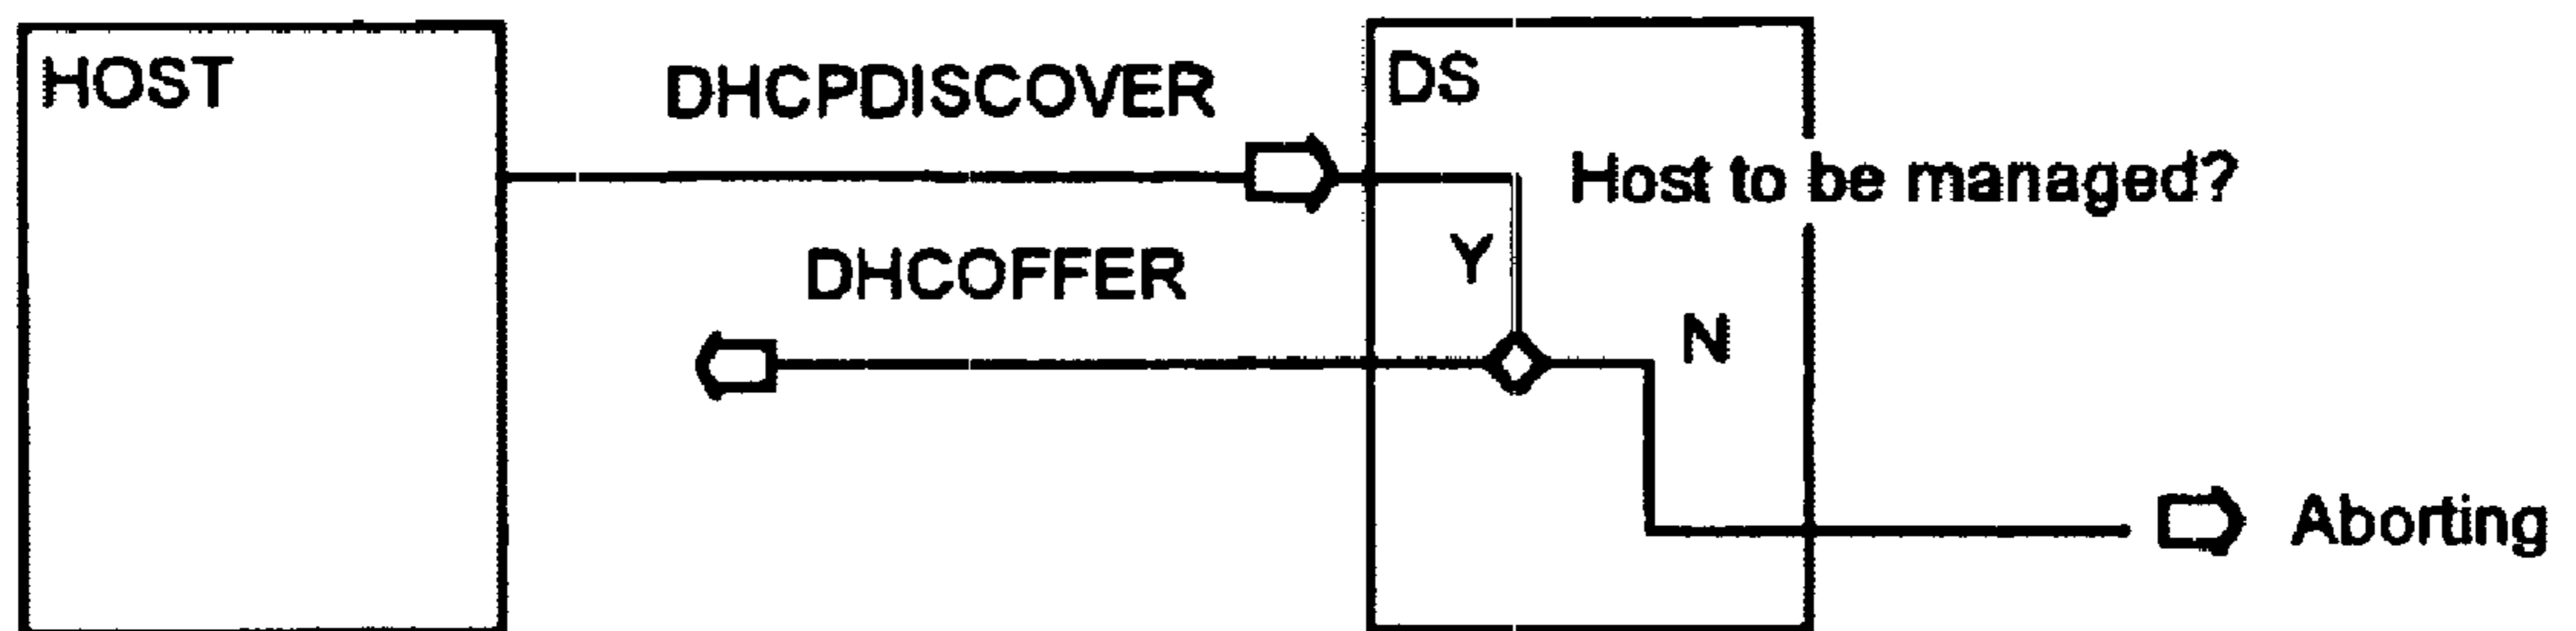 HOST
DHCPDISCOVER
DS
Host to be managed?
Y
DHCOFFER
N
Aborting